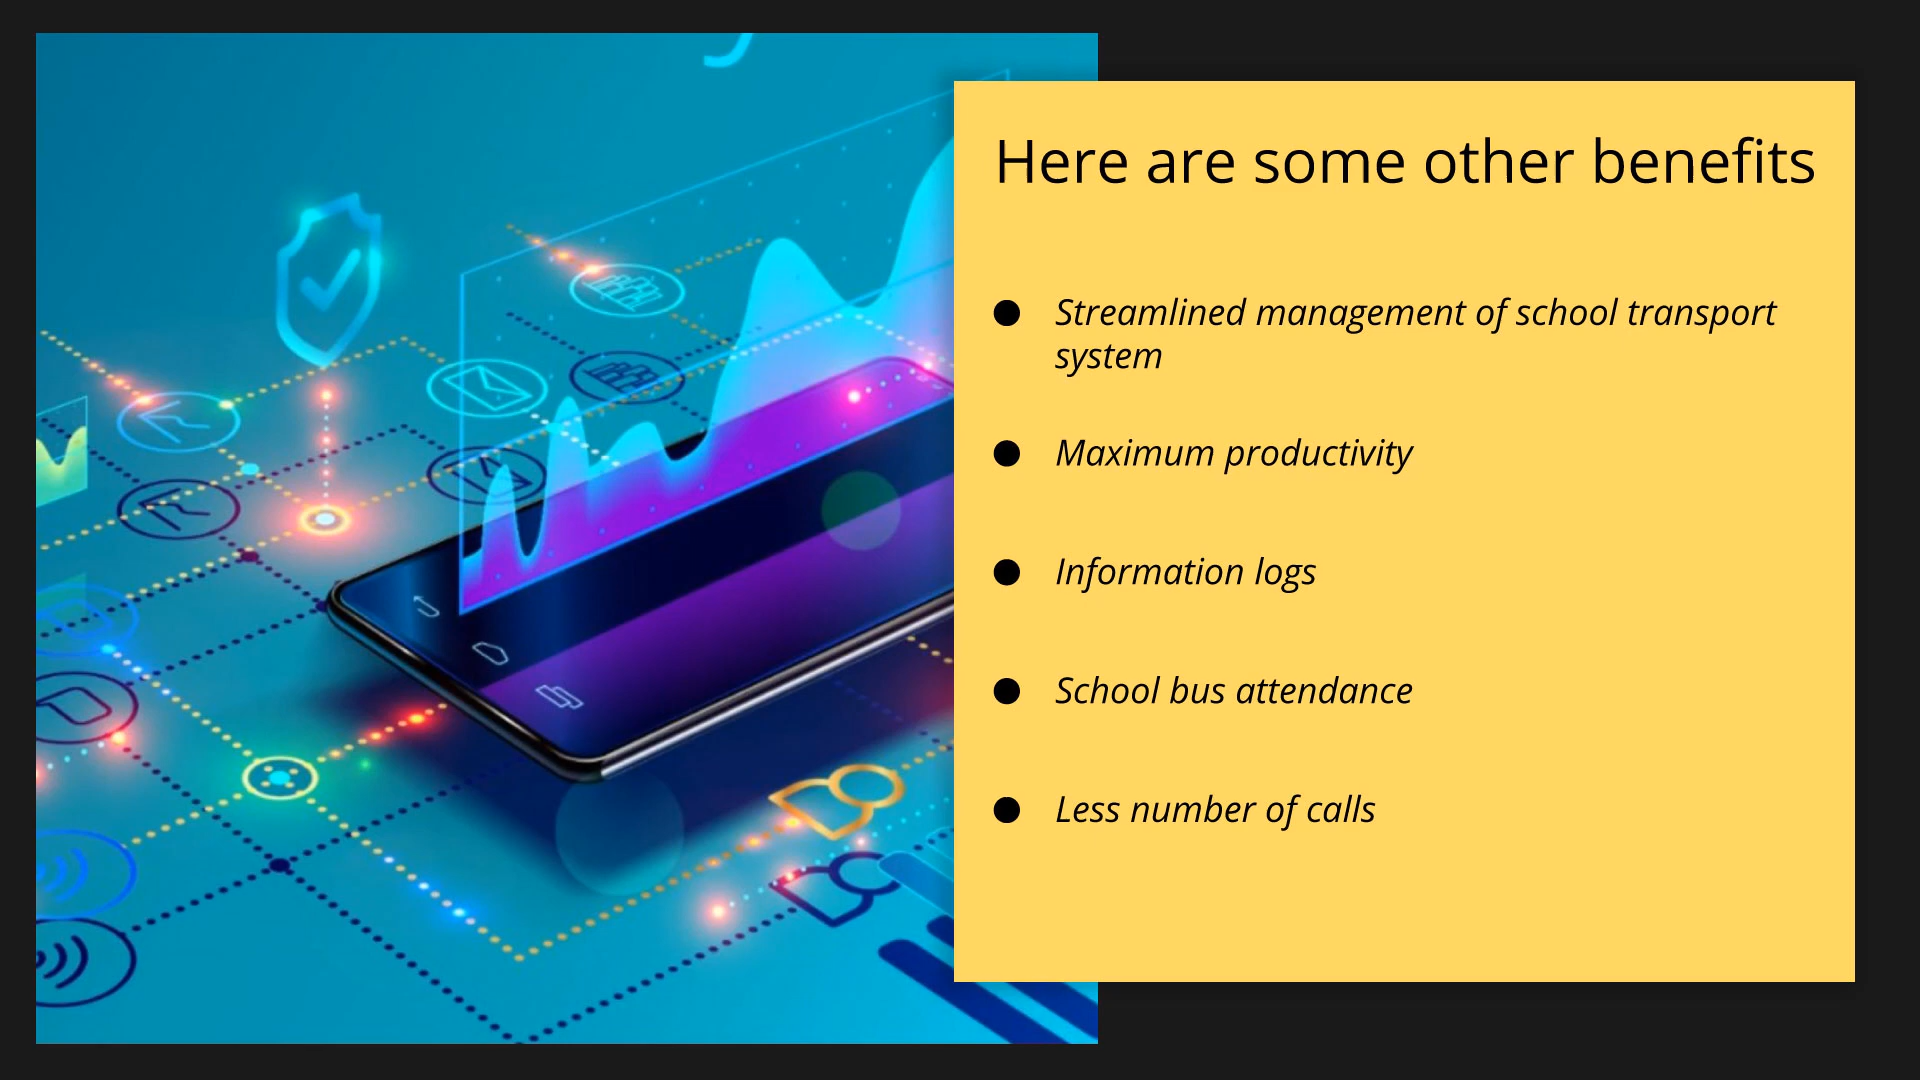 Here are some other benefits
● Streamlined management of school transport
system
● Maximum productivity
● Information logs
● School bus attendance
● Less number of calls